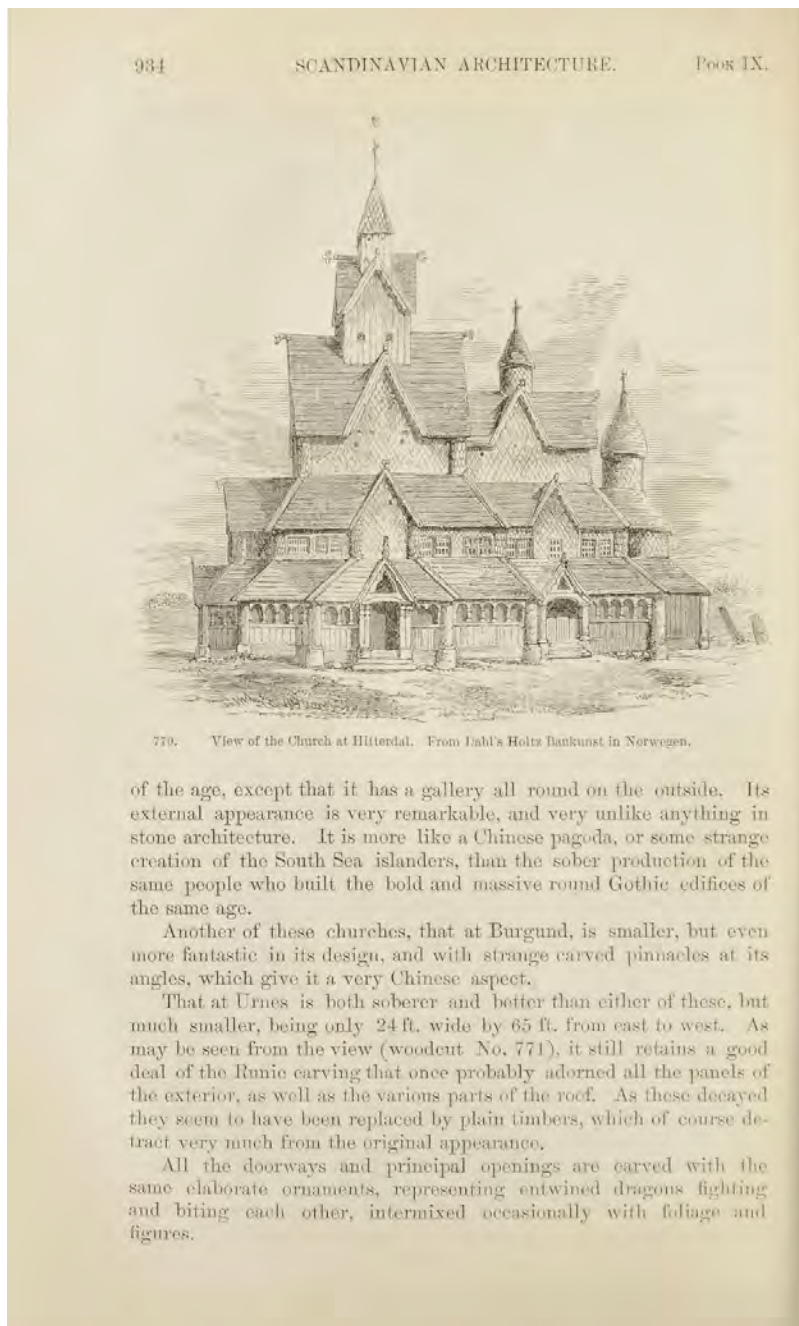 934 SCANDINAVIAN ARCHITECTURE. BOOK IX.
770. View of the Church at Hitterdal. From Dahl's Holtz Baukunst in Norwegen.
of the age, except that it has a gallery all round on the outside. Its
external appearance is very remarkable, and very unlike anything in
stone architecture. It is more like a Chinese pagoda, or some strange
creation of the South Sea islanders, than the sober production of the
same people who built the bold and massive round Gothic edifices of
the same age.
Another of these churches, that at Burgund, is smaller, but even
more fantastic in its design, and with strange carved pinnacles at its
angles, which give it a very Chinese aspect.
That at Urnes is both soberer and better than either of these, but
much smaller, being only 24 ft. wide by 65 ft. from east to west. As
may be seen from the view (woodcut No. 771), it still retains a good
deal of the Runic carving that once probably adorned all the panels of
the exterior, as well as the various parts of the roof. As these decayed
they seem to have been replaced by plain timbers, which of course de-
tract very much from the original appearance.
All the doorways and principal openings are carved with the
same elaborate ornaments, representing entwined dragons fighting
and biting each other, intermixed occasionally with foliage and
figures.